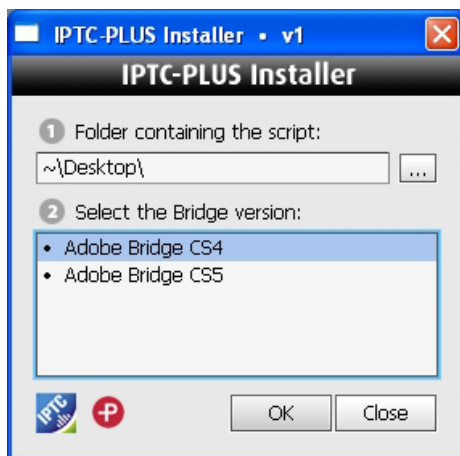 IPTC-PLUS Installer • v1
IPTC-PLUS Installer
1 Folder containing the script:
~\Desktop\
...
2 Select the Bridge version:
• Adobe Bridge CS4
• Adobe Bridge CS5
IPTC
P
OK
Close